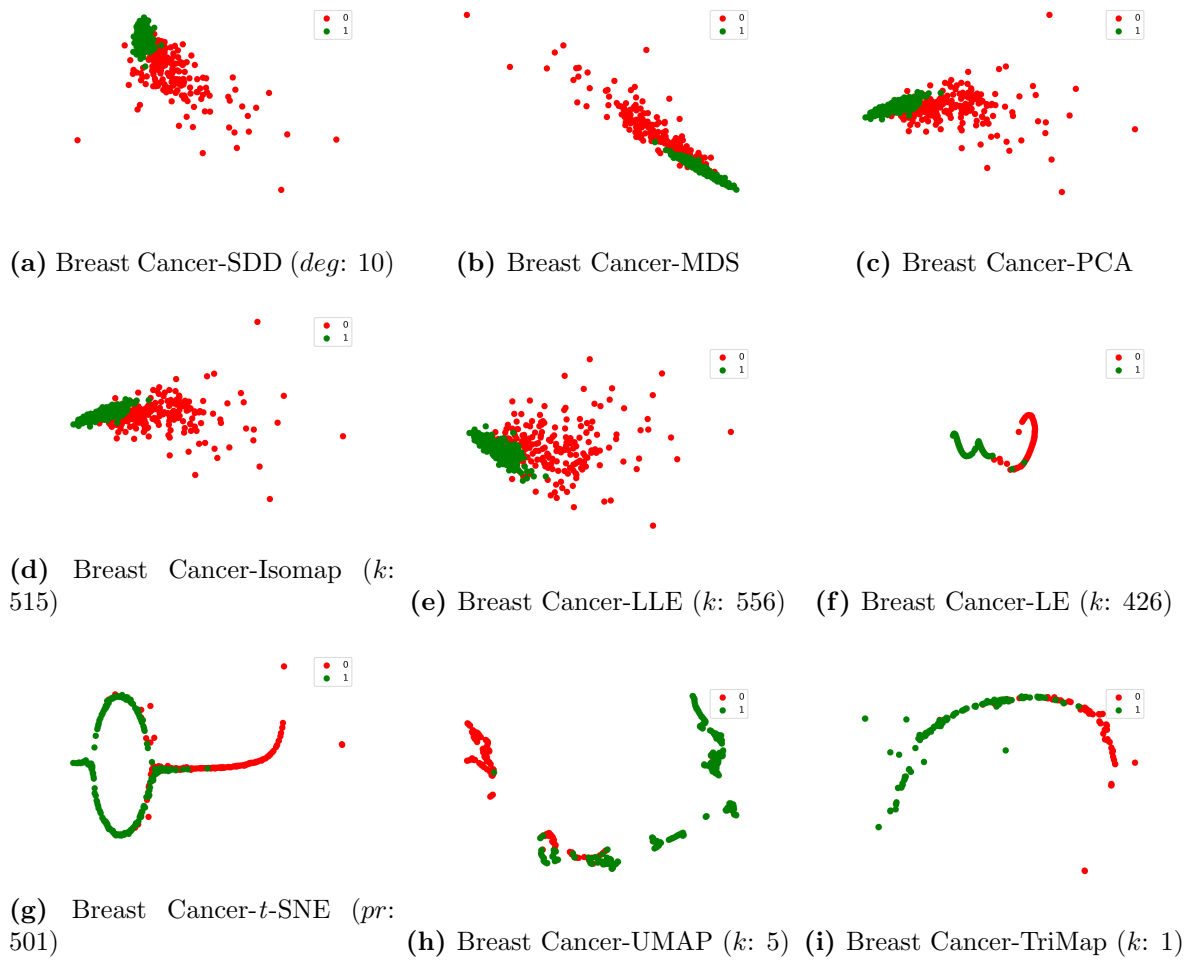 0
1
0
1
0
1
(a) Breast Cancer-SDD (deg: 10)
(b) Breast Cancer-MDS
(c) Breast Cancer-PCA
0
1
0
1
0
1
(d) Breast Cancer-Isomap (k:
515)
(e) Breast Cancer-LLE (k: 556)
(f) Breast Cancer-LE (k: 426)
0
1
0
1
0
1
(g) Breast Cancer-t-SNE (pr:
501)
(h) Breast Cancer-UMAP (k: 5)
(i) Breast Cancer-TriMap (k: 1)